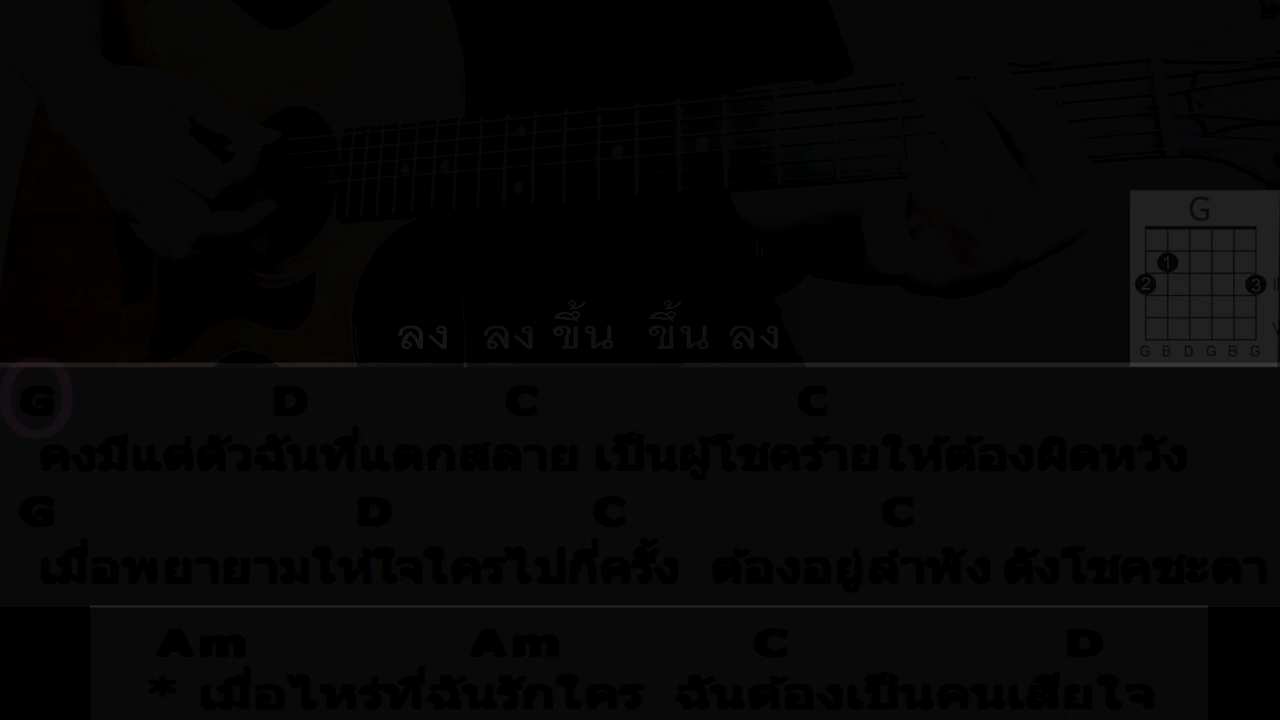 G
1
2 3
G B D G B G
ลง ลง ขึ้น ขึ้น ลง
G D C C
คงมีแต่ตัวฉันที่แตกสลาย เป็นผู้โชคร้ายให้ต้องผิดหวัง
G D C C
เมื่อพยายามให้ใจใครไปกี่ครั้ง ต้องอยู่ลำพัง ดังโชคชะตา
Am Am C D
* เมื่อไหร่ที่ฉันรักใคร ฉันต้องเป็นคนเสียใจ